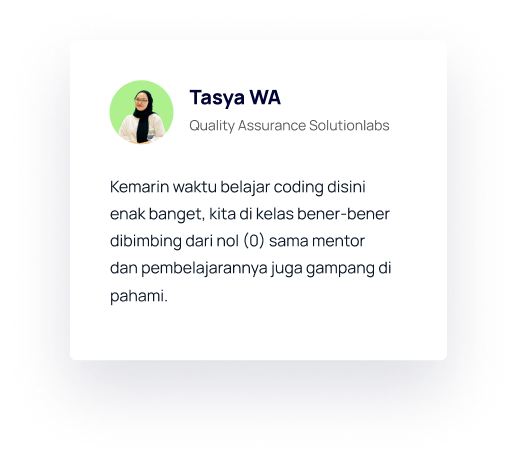 Tasya WA
Quality Assurance Solutionlabs
Kemarin waktu belajar coding disini
enak banget, kita di kelas bener-bener
dibimbing dari nol (0) sama mentor
dan pembelajarannya juga gampang di
pahami.